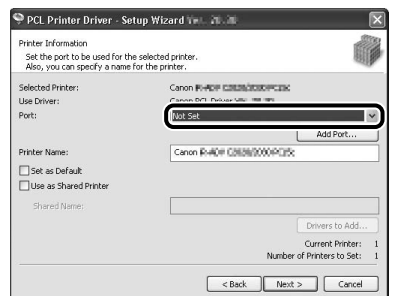 PCL Printer Driver - Setup Wizard
Printer Information
Set the port to be used for the selected printer.
Also, you can specify a name for the printer.
Selected Printer: Canon
Use Driver: Canon PCL Driver
Port: Not Set
Add Port...
Printer Name: Canon
Set as Default
Use as Shared Printer
Shared Name:
Drivers to Add...
Current Printer: 1
Number of Printers to Set: 1
< Back Next > Cancel